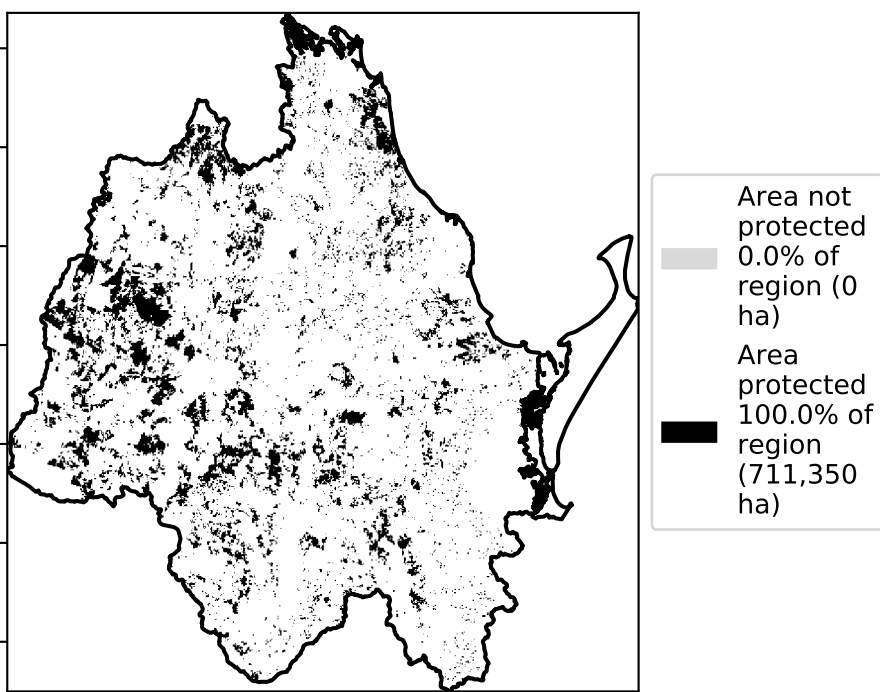 Area not
protected
0.0% of
region (0
ha)
Area
protected
100.0% of
region
(711,350
ha)